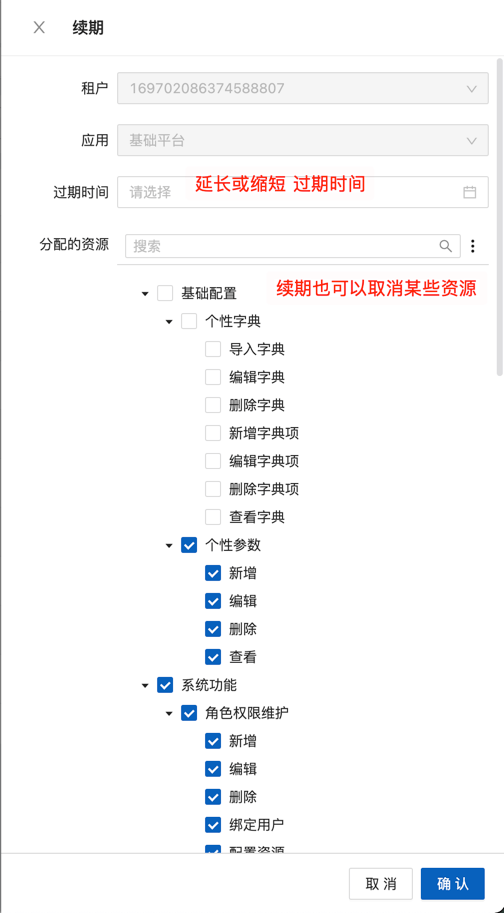 续期
租户 169702086374588807
应用 基础平台
过期时间 请选择 延长或缩短 过期时间
分配的资源 搜索
基础配置 续期也可以取消某些资源
个性字典
导入字典
编辑字典
删除字典
新增字典项
编辑字典项
删除字典项
查看字典
个性参数
新增
编辑
删除
查看
系统功能
角色权限维护
新增
编辑
删除
绑定用户
配置资源
取 消 确 认